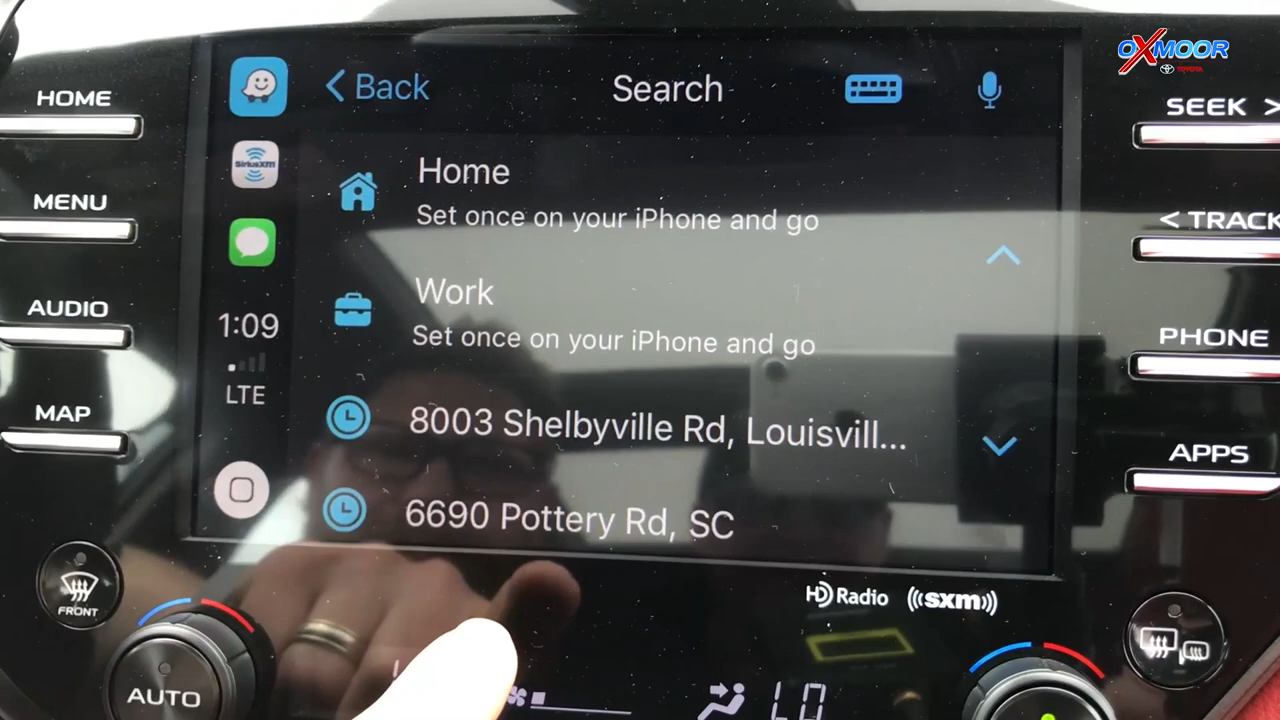 OXMOOR
TOYOTA
HOME
MENU
AUDIO
MAP
Back
Search
SiriusXM
Home
Set once on your iPhone and go
Work
Set once on your iPhone and go
8003 Shelbyville Rd, Louisvill...
6690 Pottery Rd, SC
1:09
LTE
SEEK >
< TRACK
PHONE
APPS
FRONT
AUTO
HD Radio
((sxm))
LO